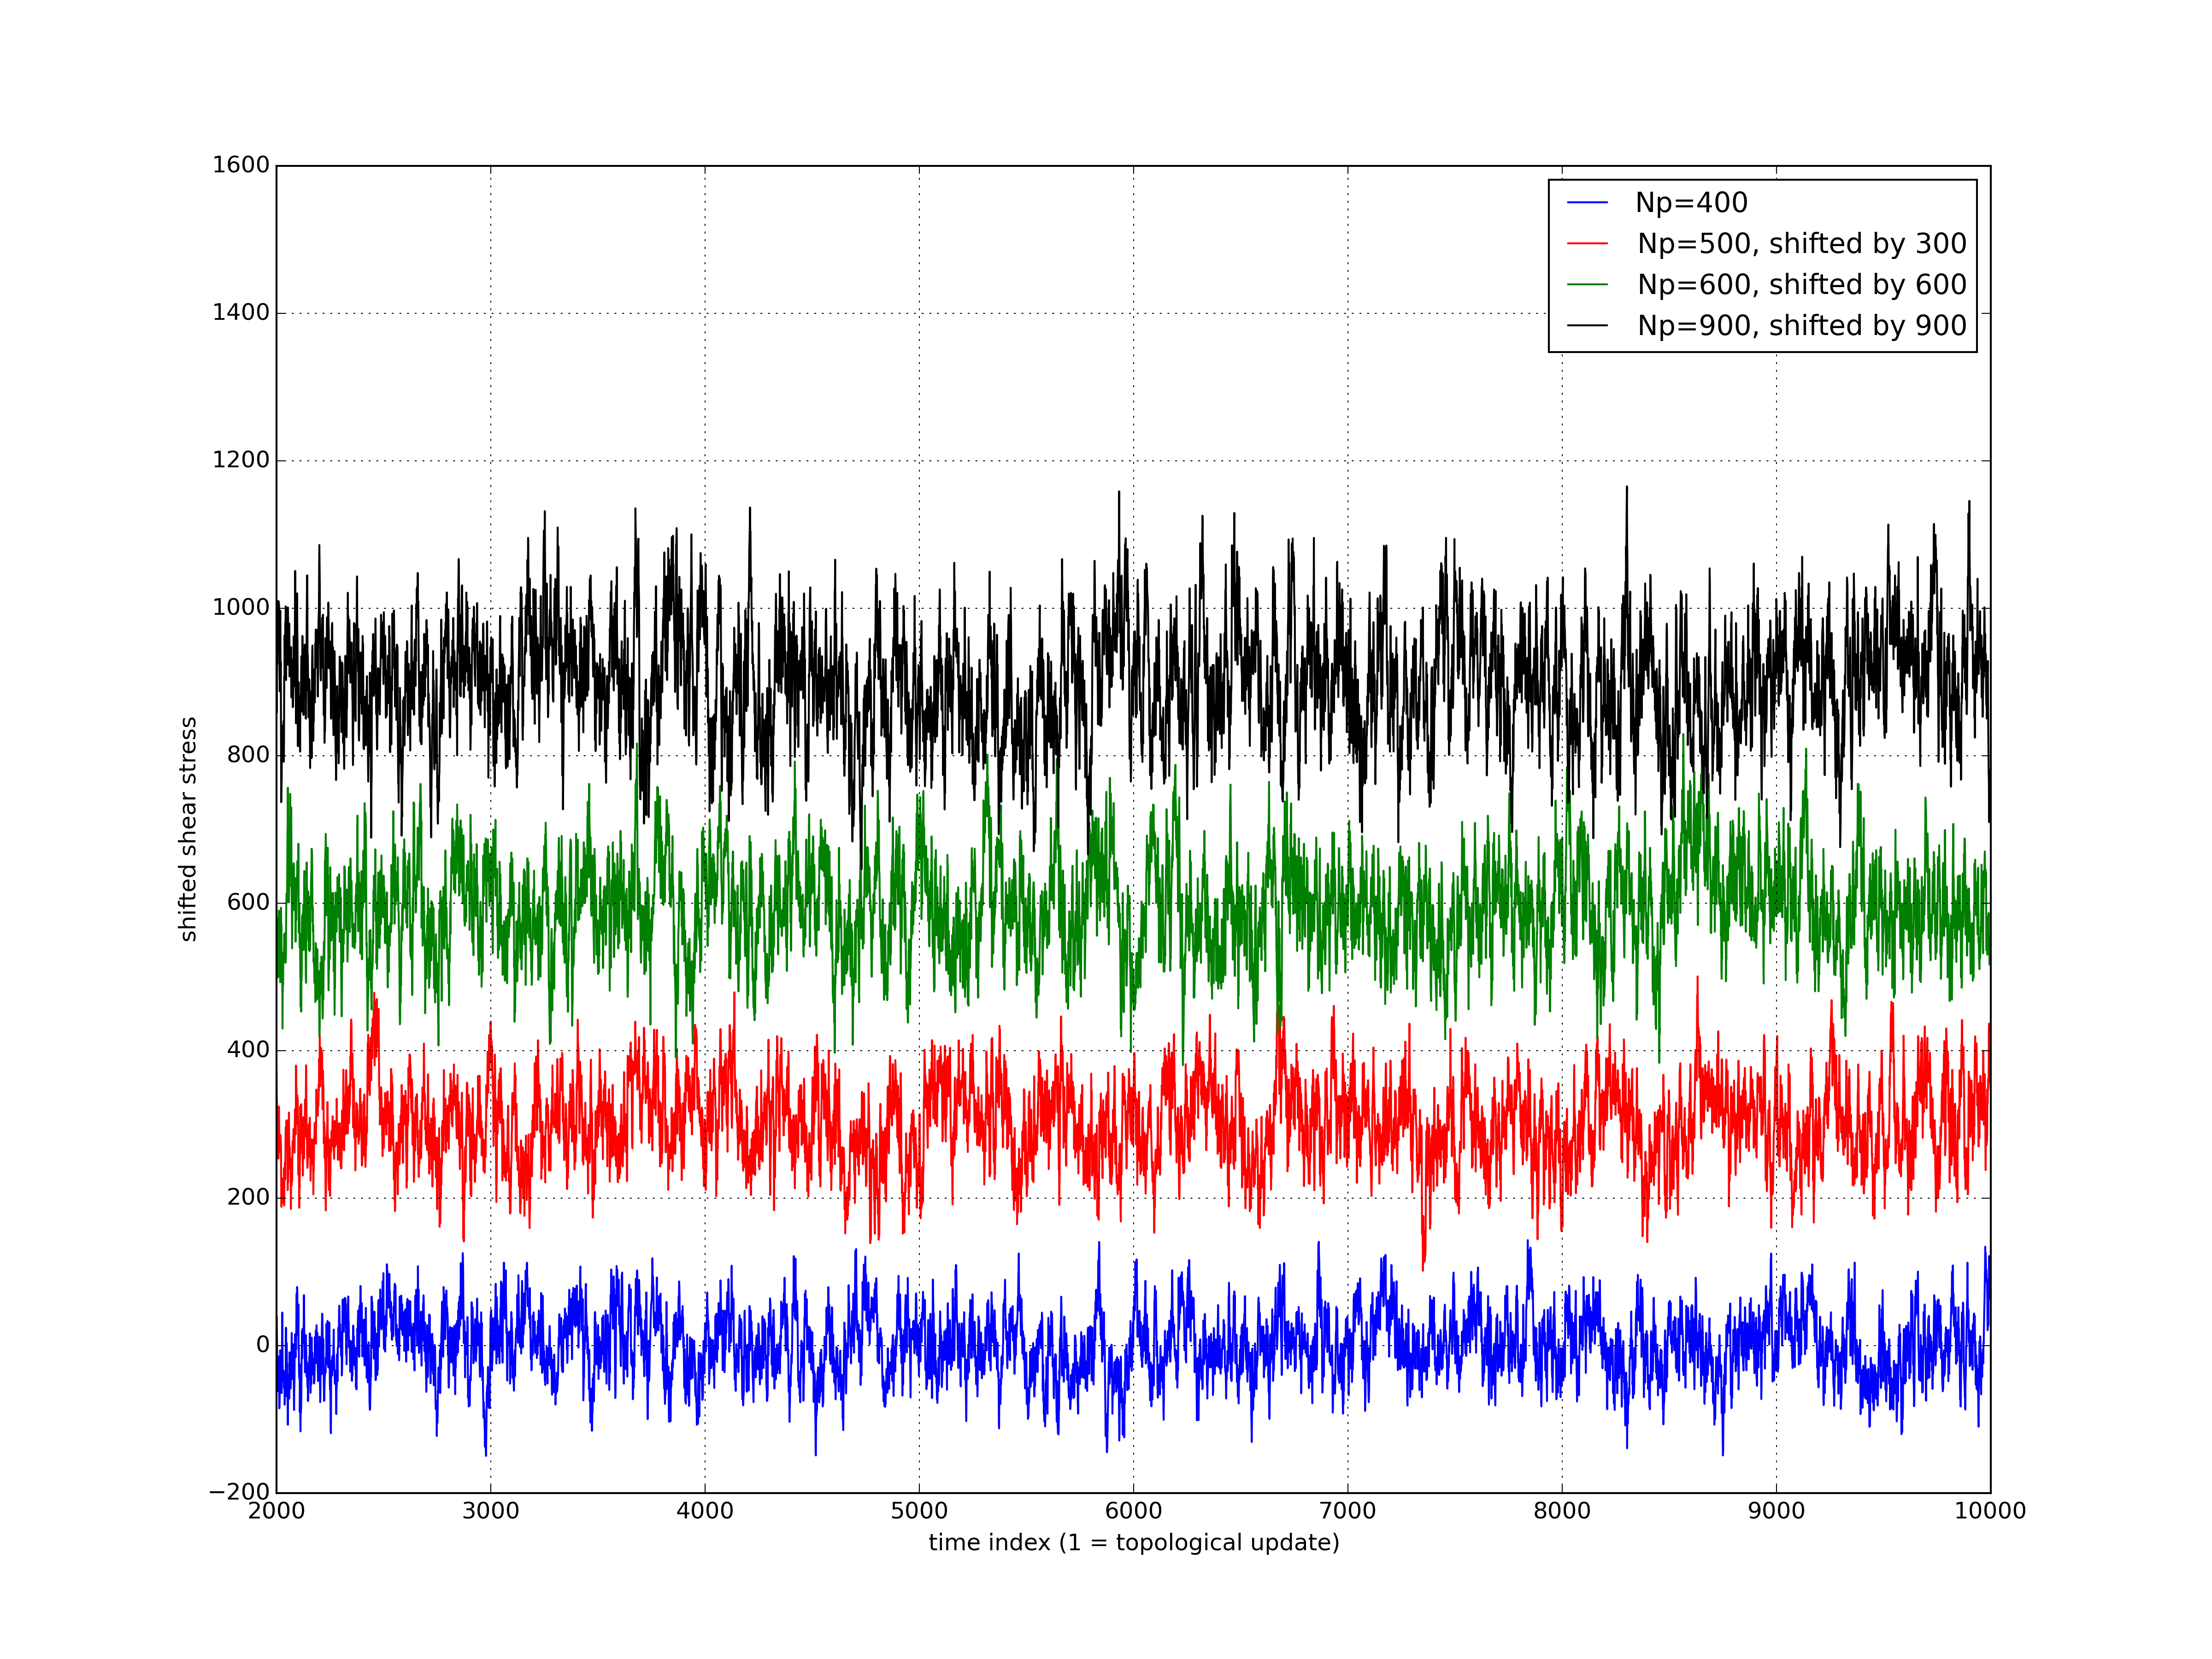 1600
1400
1200
1000
800
600
400
200
0
−200
2000 3000 4000 5000 6000 7000 8000 9000 10000
shifted shear stress
time index (1 = topological update)
Np=400
Np=500, shifted by 300
Np=600, shifted by 600
Np=900, shifted by 900